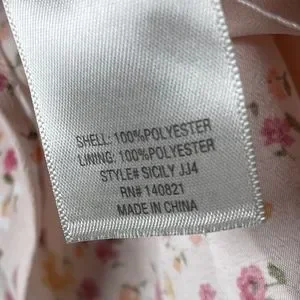 SHELL: 100%POLYESTER
LINING: 100%POLYESTER
STYLE# SICILY JJ4
RN# 140821
MADE IN CHINA